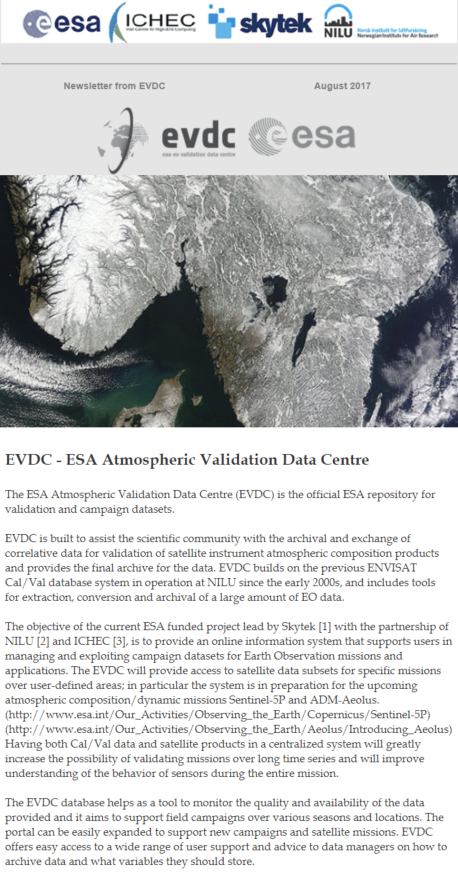 esa ICHEC skytek NILU Norsk institutt for luftforskning
Norwegian Institute for Air Research
Newsletter from EVDC August 2017
evdc esa
EVDC - ESA Atmospheric Validation Data Centre
The ESA Atmospheric Validation Data Centre (EVDC) is the official ESA repository for
validation and campaign datasets.
EVDC is built to assist the scientific community with the archival and exchange of
correlative data for validation of satellite instrument atmospheric composition products
and provides the final archive for the data. EVDC builds on the previous ENVISAT
Cal/Val database system in operation at NILU since the early 2000s, and includes tools
for extraction, conversion and archival of a large amount of EO data.
The objective of the current ESA funded project lead by Skytek [1] with the partnership of
NILU [2] and ICHEC [3], is to provide an online information system that supports users in
managing and exploiting campaign datasets for Earth Observation missions and
applications. The EVDC will provide access to satellite data subsets for specific missions
over user-defined areas; in particular the system is in preparation for the upcoming
atmospheric composition/dynamic missions Sentinel-5P and ADM-Aeolus.
(http://www.esa.int/Our_Activities/Observing_the_Earth/Copernicus/Sentinel-5P)
(http://www.esa.int/Our_Activities/Observing_the_Earth/Aeolus/Introducing_Aeolus)
Having both Cal/Val data and satellite products in a centralized system will greatly
increase the possibility of validating missions over long time series and will improve
understanding of the behavior of sensors during the entire mission.
The EVDC database helps as a tool to monitor the quality and availability of the data
provided and it aims to support field campaigns over various seasons and locations. The
portal can be easily expanded to support new campaigns and satellite missions. EVDC
offers easy access to a wide range of user support and advice to data managers on how to
archive data and what variables they should store.